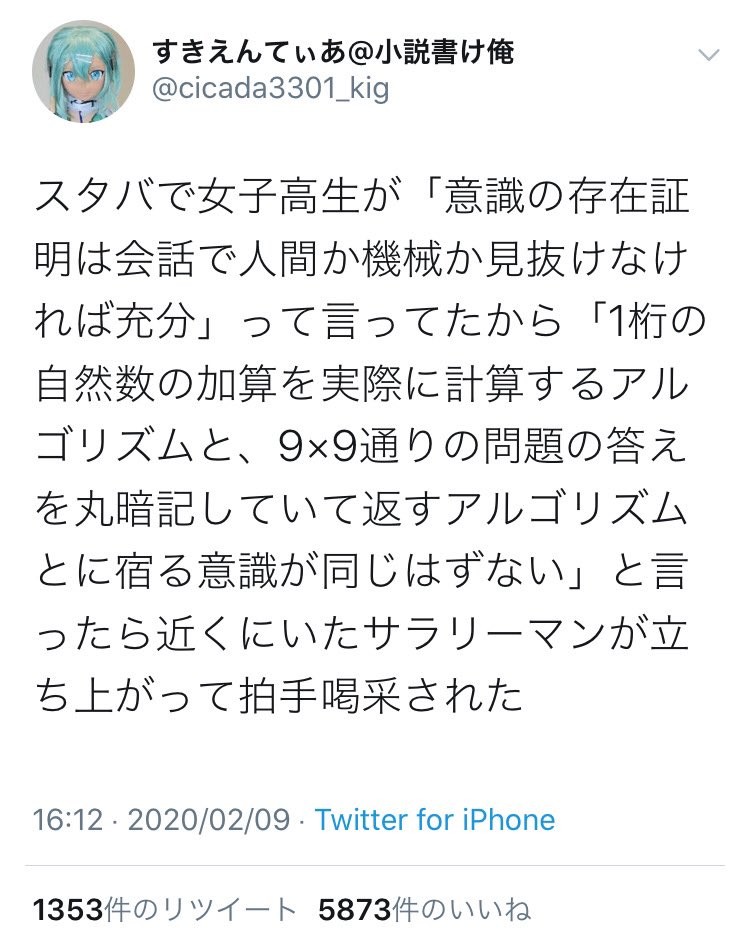 すきえんてぃあ@小説書け俺
@cicada3301_kig
スタバで女子高生が「意識の存在証
明は会話で人間か機械か見抜けなけ
れば充分」って言ってたから「1桁の
自然数の加算を実際に計算するアル
ゴリズムと、9×9通りの問題の答え
を丸暗記していて返すアルゴリズム
とに宿る意識が同じはずない」と言
ったら近くにいたサラリーマンが立
ち上がって拍手喝采された
16:12 · 2020/02/09 · Twitter for iPhone
1353件のリツイート 5873件のいいね